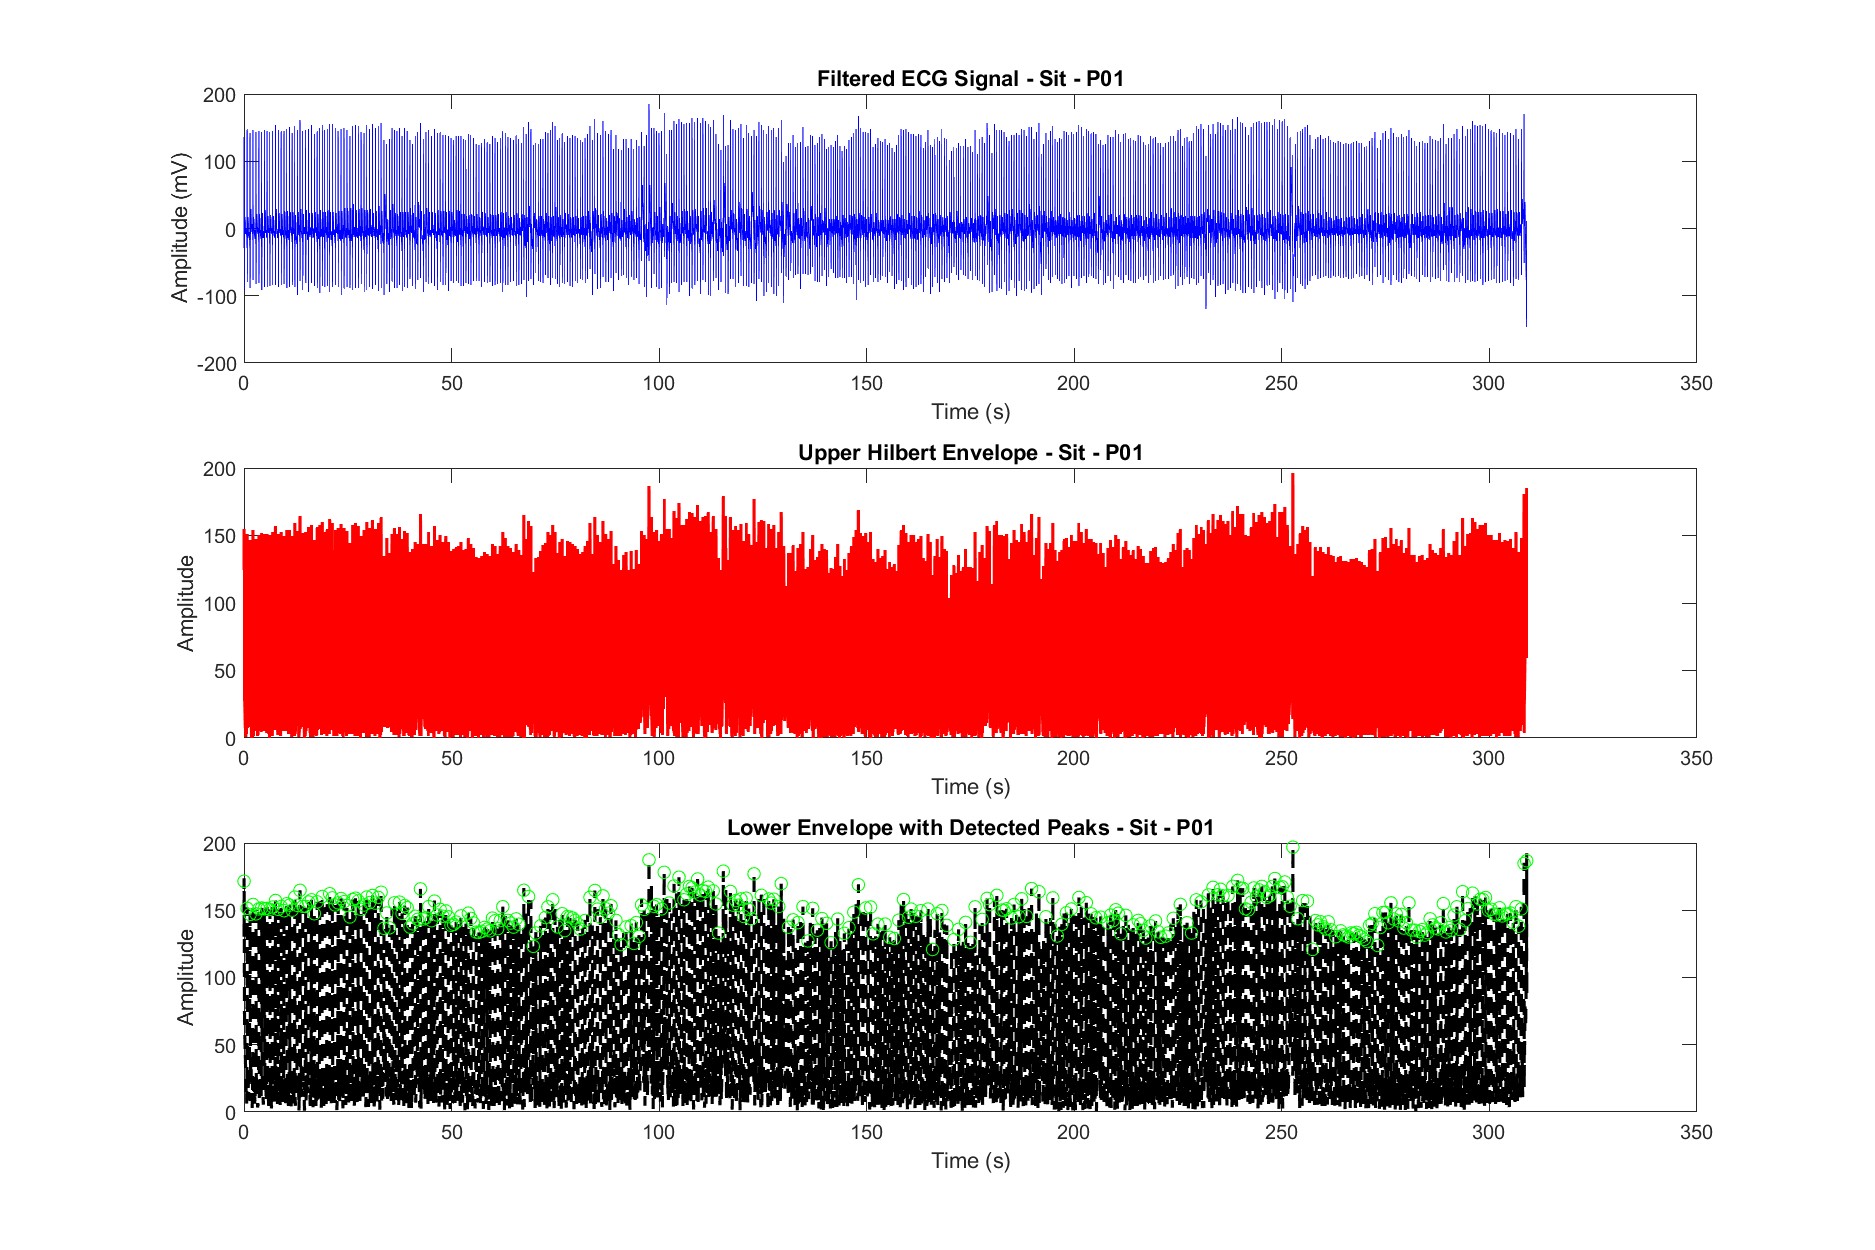 Filtered ECG Signal - Sit - P01
200
100
0
-100
-200
Amplitude (mV)
0 50 100 150 200 250 300 350
Time (s)
Upper Hilbert Envelope - Sit - P01
200
150
100
50
0
Amplitude
0 50 100 150 200 250 300 350
Time (s)
Lower Envelope with Detected Peaks - Sit - P01
200
150
100
50
0
Amplitude
0 50 100 150 200 250 300 350
Time (s)